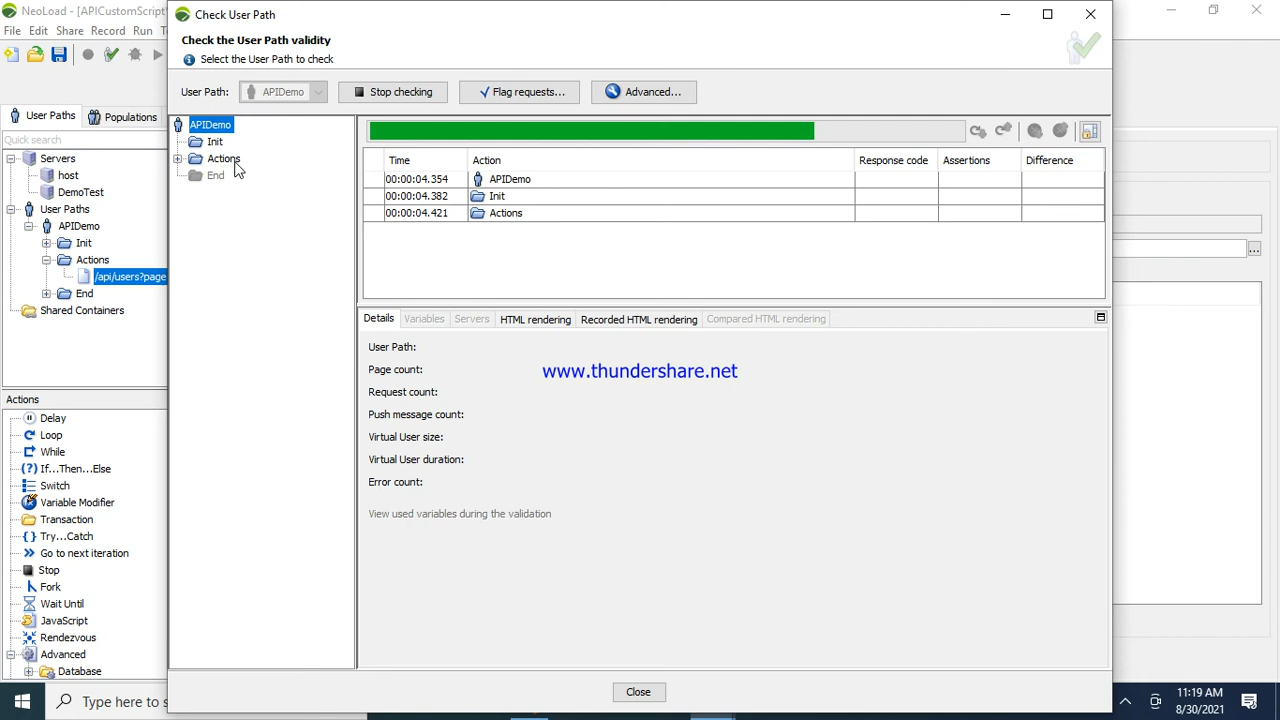 NeoLoad - [APICustomScript
Check User Path
File Edit Share Record Run
Check the User Path validity
Select the User Path to check
User Path: APIDemo Stop checking Flag requests... Advanced...
User Paths Populations
Quick search
Servers
host
DemoTest
User Paths
APIDemo
Init
Actions
/api/users?page
End
Shared Containers
APIDemo
Init
Actions
End
Time Action Response code Assertions Difference
00:00:04.354 APIDemo
00:00:04.382 Init
00:00:04.421 Actions
Details Variables Servers HTML rendering Recorded HTML rendering Compared HTML rendering
User Path:
Page count:
www.thundershare.net
Request count:
Push message count:
Virtual User size:
Virtual User duration:
Error count:
View used variables during the validation
Actions
Delay
Loop
While
If...Then...Else
Switch
Variable Modifier
Transaction
Try...Catch
Go to next iteration
Stop
Fork
Wait Until
JavaScript
Rendezvous
Advanced
Database
Close
Type here to s
11:19 AM
8/30/2021